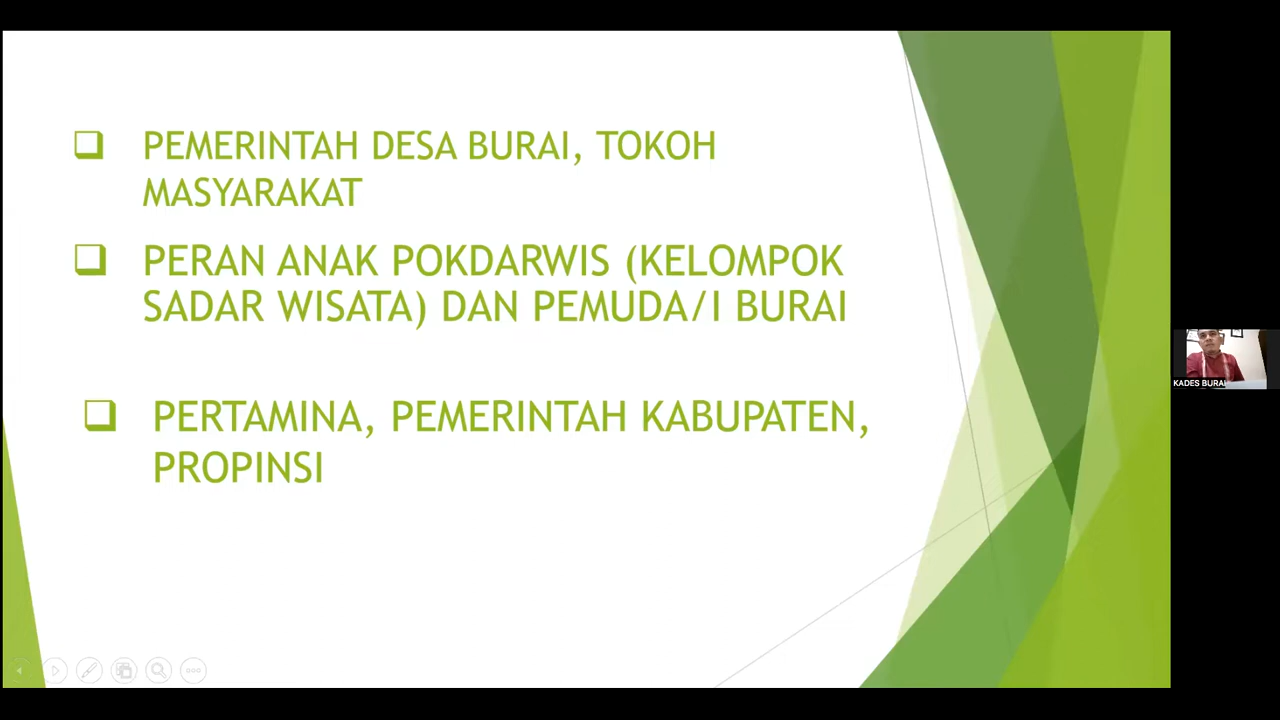 PEMERINTAH DESA BURAI, TOKOH
MASYARAKAT
PERAN ANAK POKDARWIS (KELOMPOK
SADAR WISATA) DAN PEMUDA/I BURAI
PERTAMINA, PEMERINTAH KABUPATEN,
PROPINSI
KADES BURAI